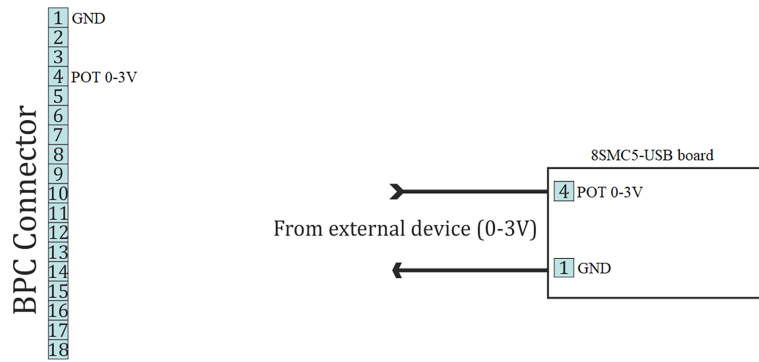 BPC Connector
1 GND
2
3
4 POT 0-3V
5
6
7
8
9
10
11
12
13
14
15
16
17
18
8SMC5-USB board
4 POT 0-3V
From external device (0-3V)
1 GND